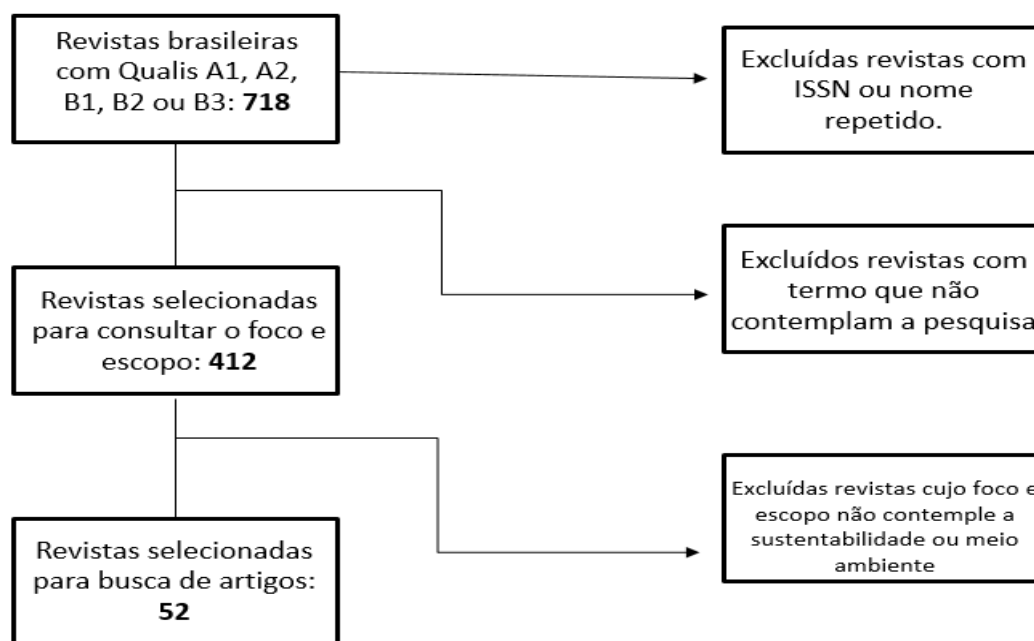 Revistas brasileiras
com Qualis A1, A2,
B1, B2 ou B3: 718
Excluídas revistas com
ISSN ou nome
repetido.
Revistas selecionadas
para consultar o foco e
escopo: 412
Excluídos revistas com
termo que não
contemplam a pesquisa
Revistas selecionadas
para busca de artigos:
52
Excluídas revistas cujo foco e
escopo não contemple a
sustentabilidade ou meio
ambiente